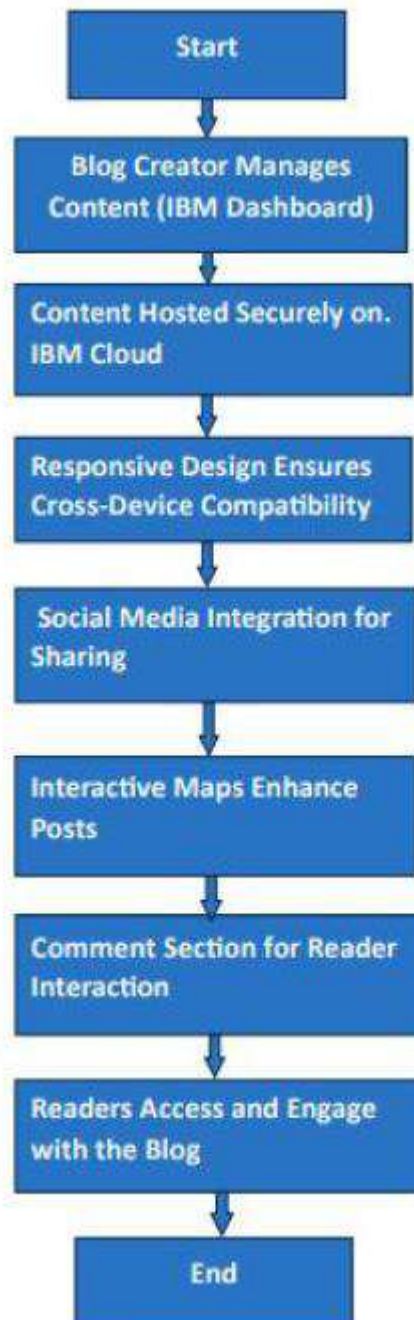 Start
Blog Creator Manages
Content (IBM Dashboard)
Content Hosted Securely on.
IBM Cloud
Responsive Design Ensures
Cross-Device Compatibility
Social Media Integration for
Sharing
Interactive Maps Enhance
Posts
Comment Section for Reader
Interaction
Readers Access and Engage
with the Blog
End